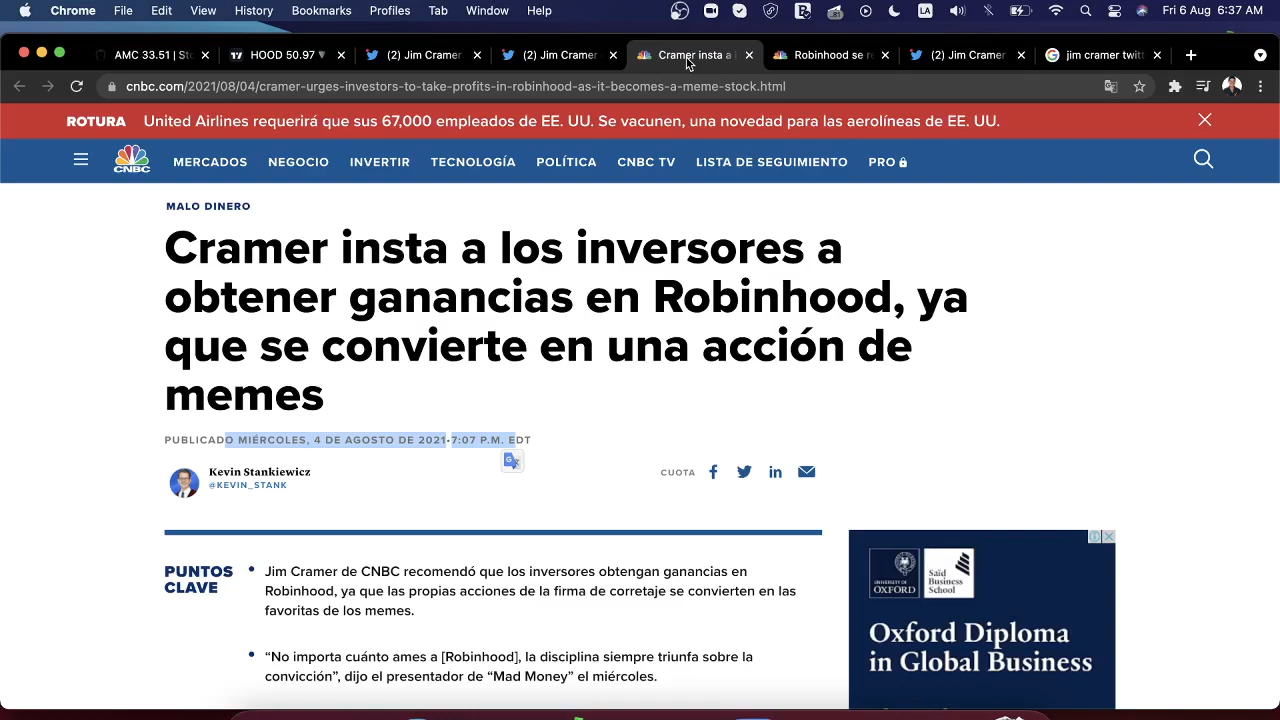 Chrome File Edit View History Bookmarks Profiles Tab Window Help .81 LA Fri 6 Aug 6:37 AM
AMC 33.51 | Sto HOOD 50.97 ▼ (2) Jim Cramer (2) Jim Cramer Cramer insta a l Robinhood se re (2) Jim Cramer jim cramer twitt
cnbc.com/2021/08/04/cramer-urges-investors-to-take-profits-in-robinhood-as-it-becomes-a-meme-stock.html
ROTURA United Airlines requerirá que sus 67,000 empleados de EE. UU. Se vacunen, una novedad para las aerolíneas de EE. UU.
CNBC MERCADOS NEGOCIO INVERTIR TECNOLOGÍA POLÍTICA CNBC TV LISTA DE SEGUIMIENTO PRO
MALO DINERO
Cramer insta a los inversores a
obtener ganancias en Robinhood, ya
que se convierte en una acción de
memes
PUBLICADO MIÉRCOLES, 4 DE AGOSTO DE 2021•7:07 P.M. EDT
Kevin Stankiewicz
@KEVIN_STANK
CUOTA
PUNTOS
CLAVE
• Jim Cramer de CNBC recomendó que los inversores obtengan ganancias en
Robinhood, ya que las propias acciones de la firma de corretaje se convierten en las
favoritas de los memes.
• “No importa cuánto ames a [Robinhood], la disciplina siempre triunfa sobre la
convicción”, dijo el presentador de “Mad Money” el miércoles.
UNIVERSITY OF
OXFORD
Saïd
Business
School
Oxford Diploma
in Global Business